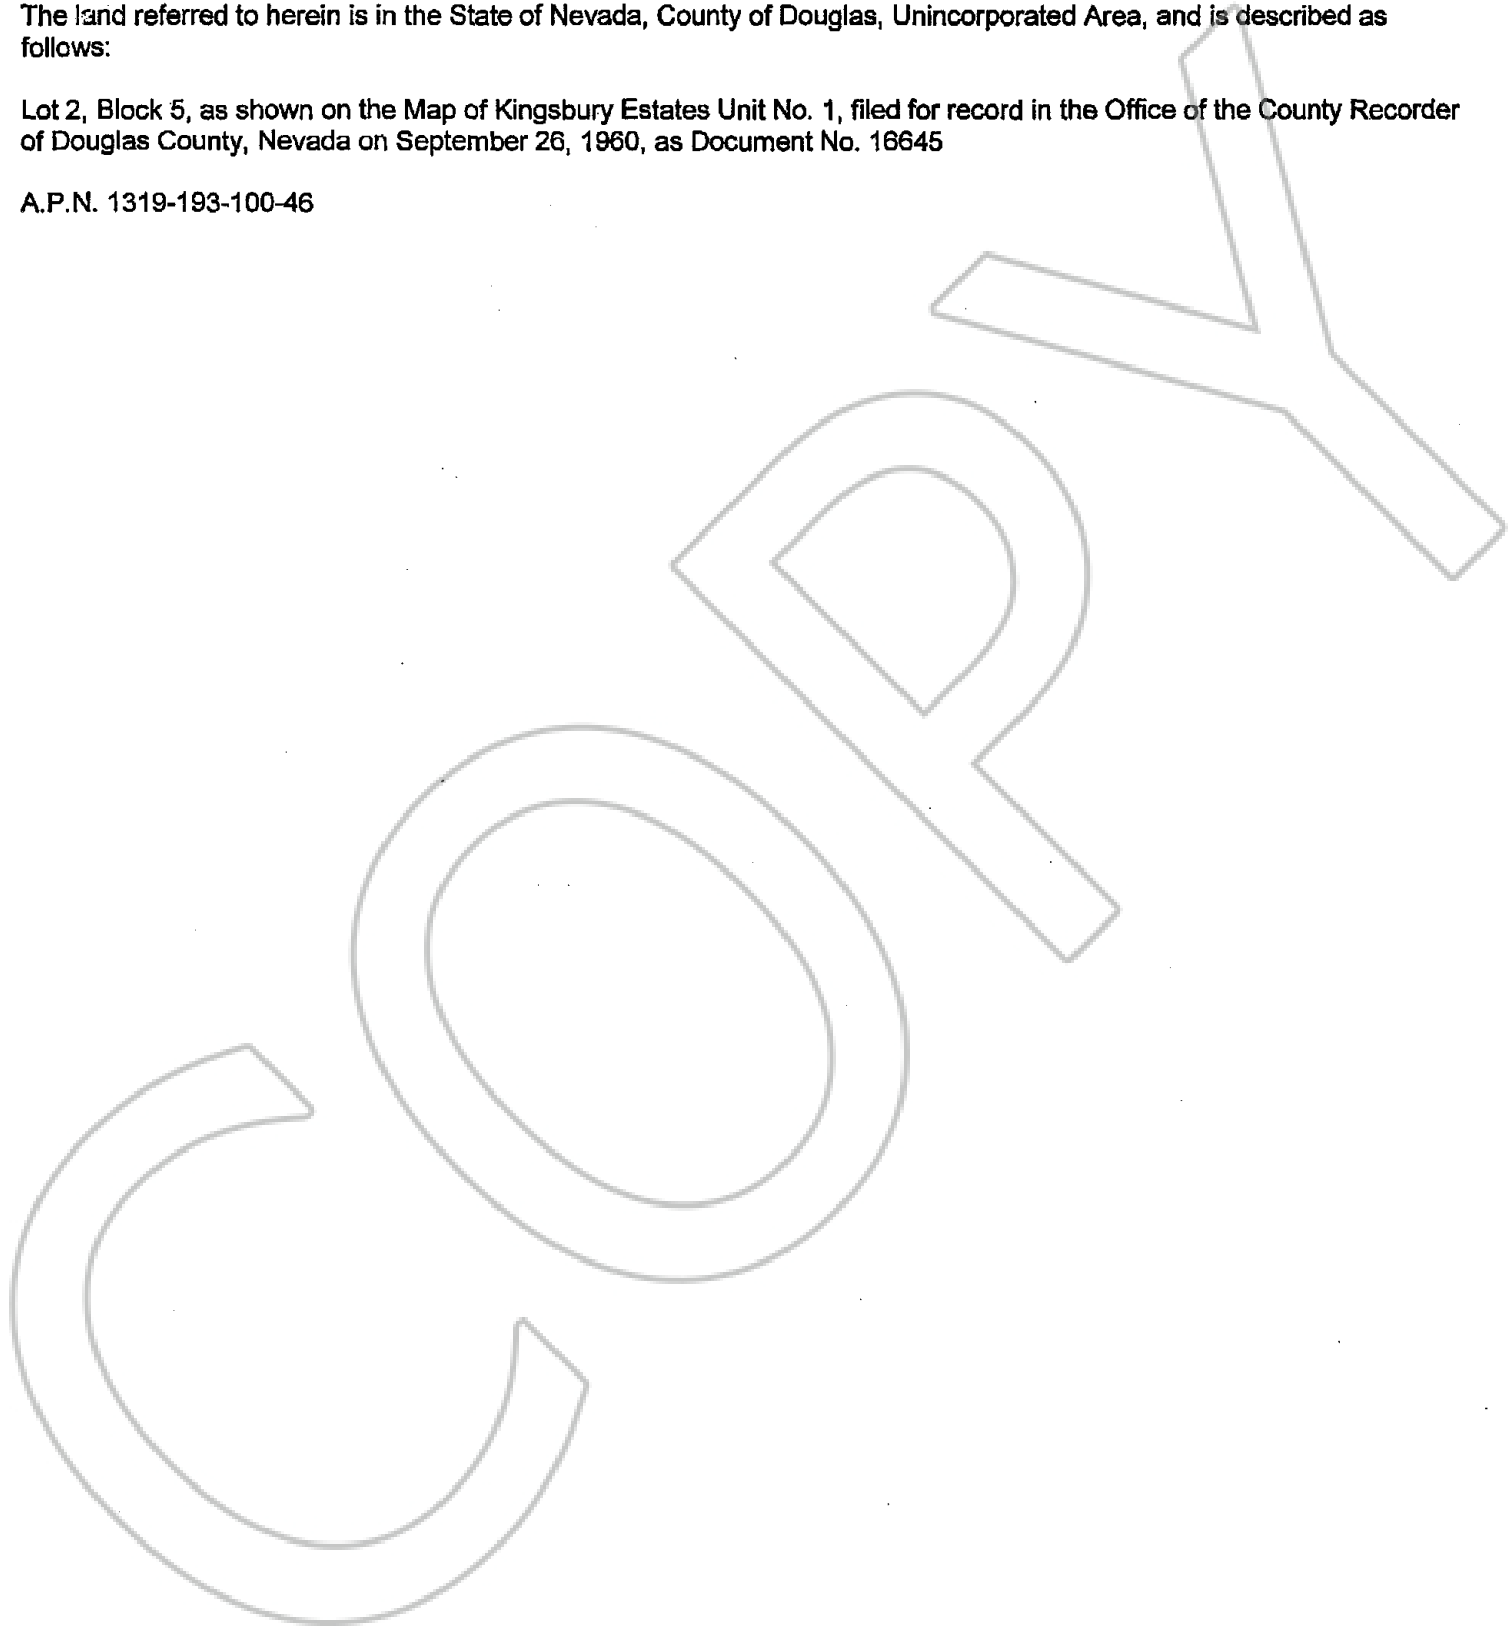 The land referred to herein is in the State of Nevada, County of Douglas, Unincorporated Area, and is described as
follows:
Lot 2, Block 5, as shown on the Map of Kingsbury Estates Unit No. 1, filed for record in the Office of the County Recorder
of Douglas County, Nevada on September 26, 1960, as Document No. 16645
A.P.N. 1319-193-100-46
COPY